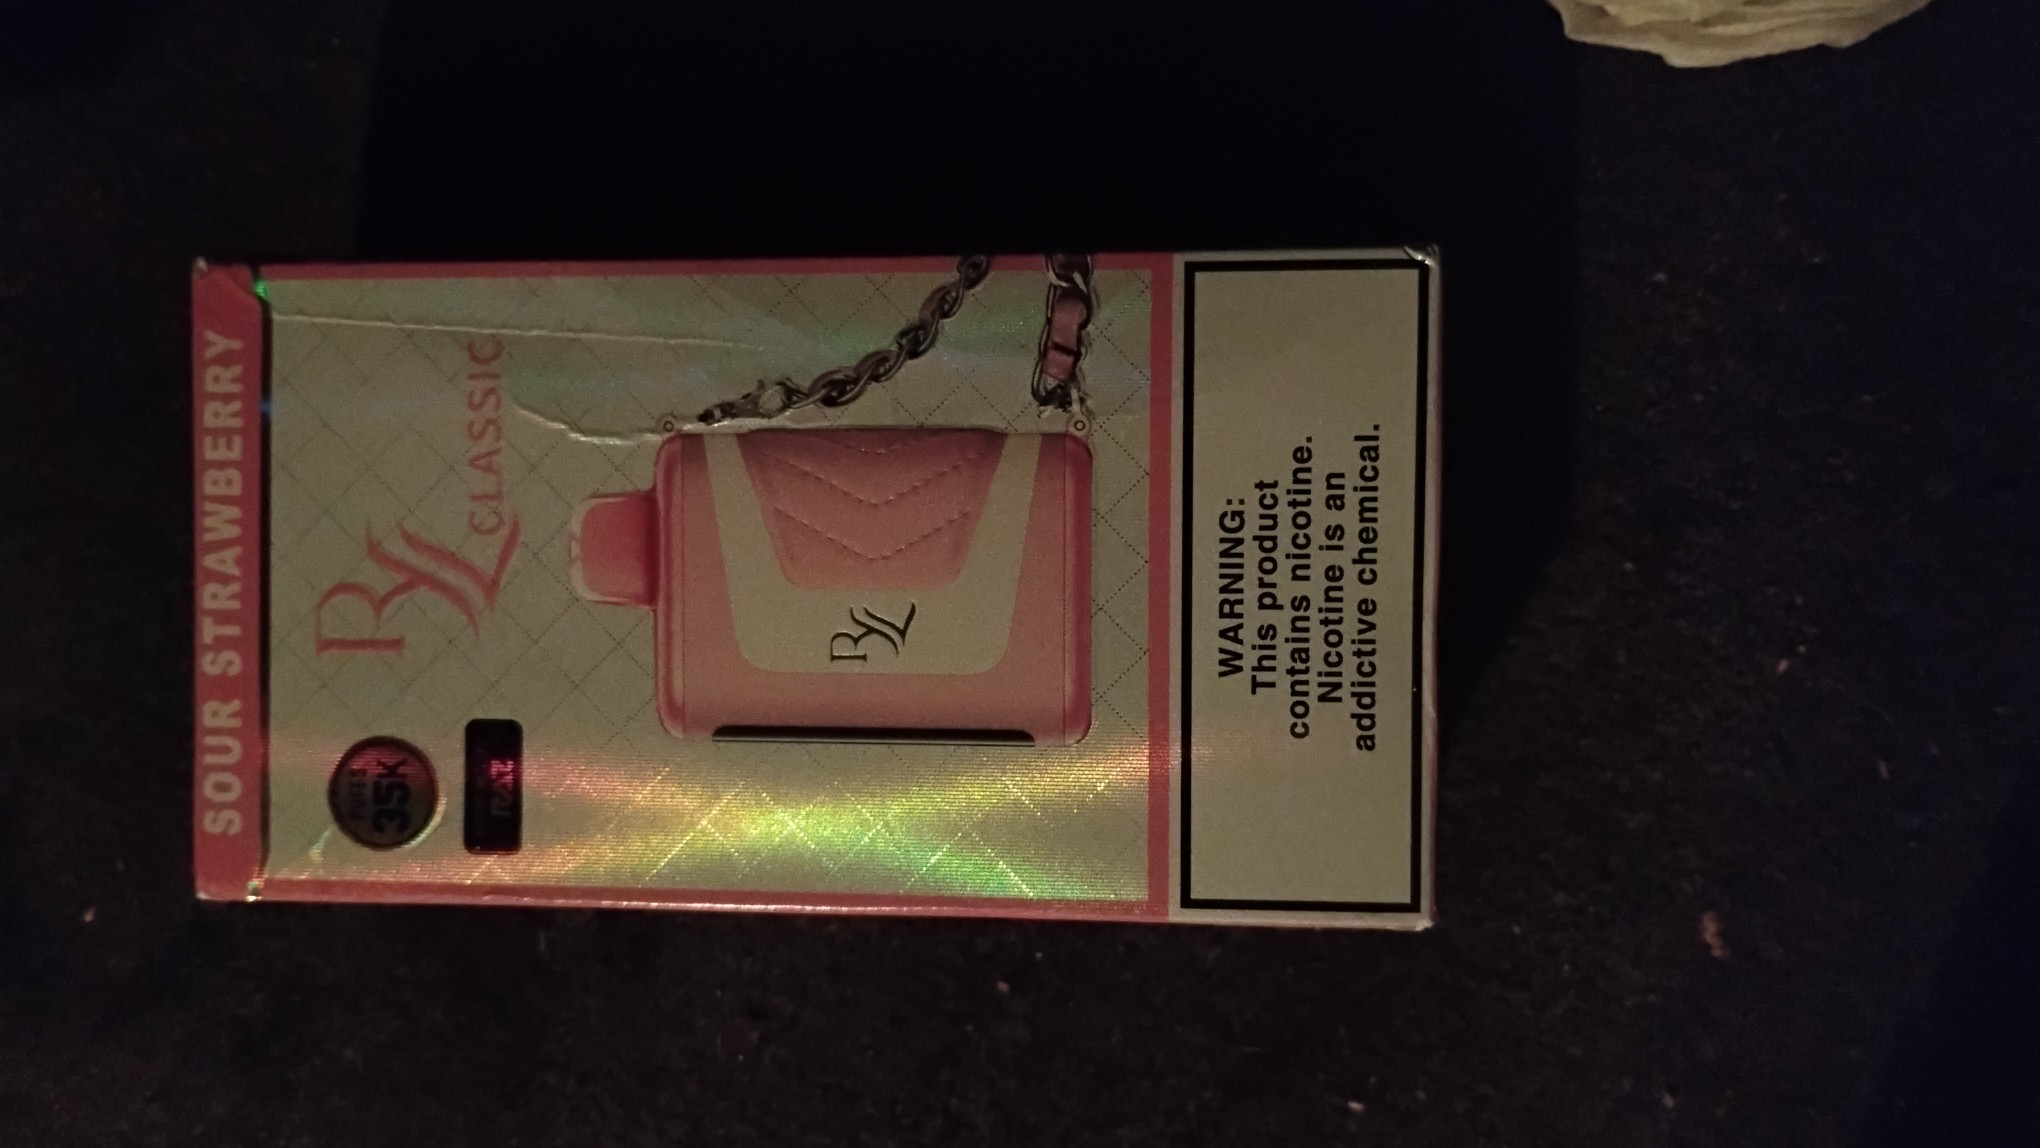 SOUR STRAWBERRY
RYL
CLASSIC
PUFFS
35K
RYL
WARNING:
This product
contains nicotine.
Nicotine is an
addictive chemical.